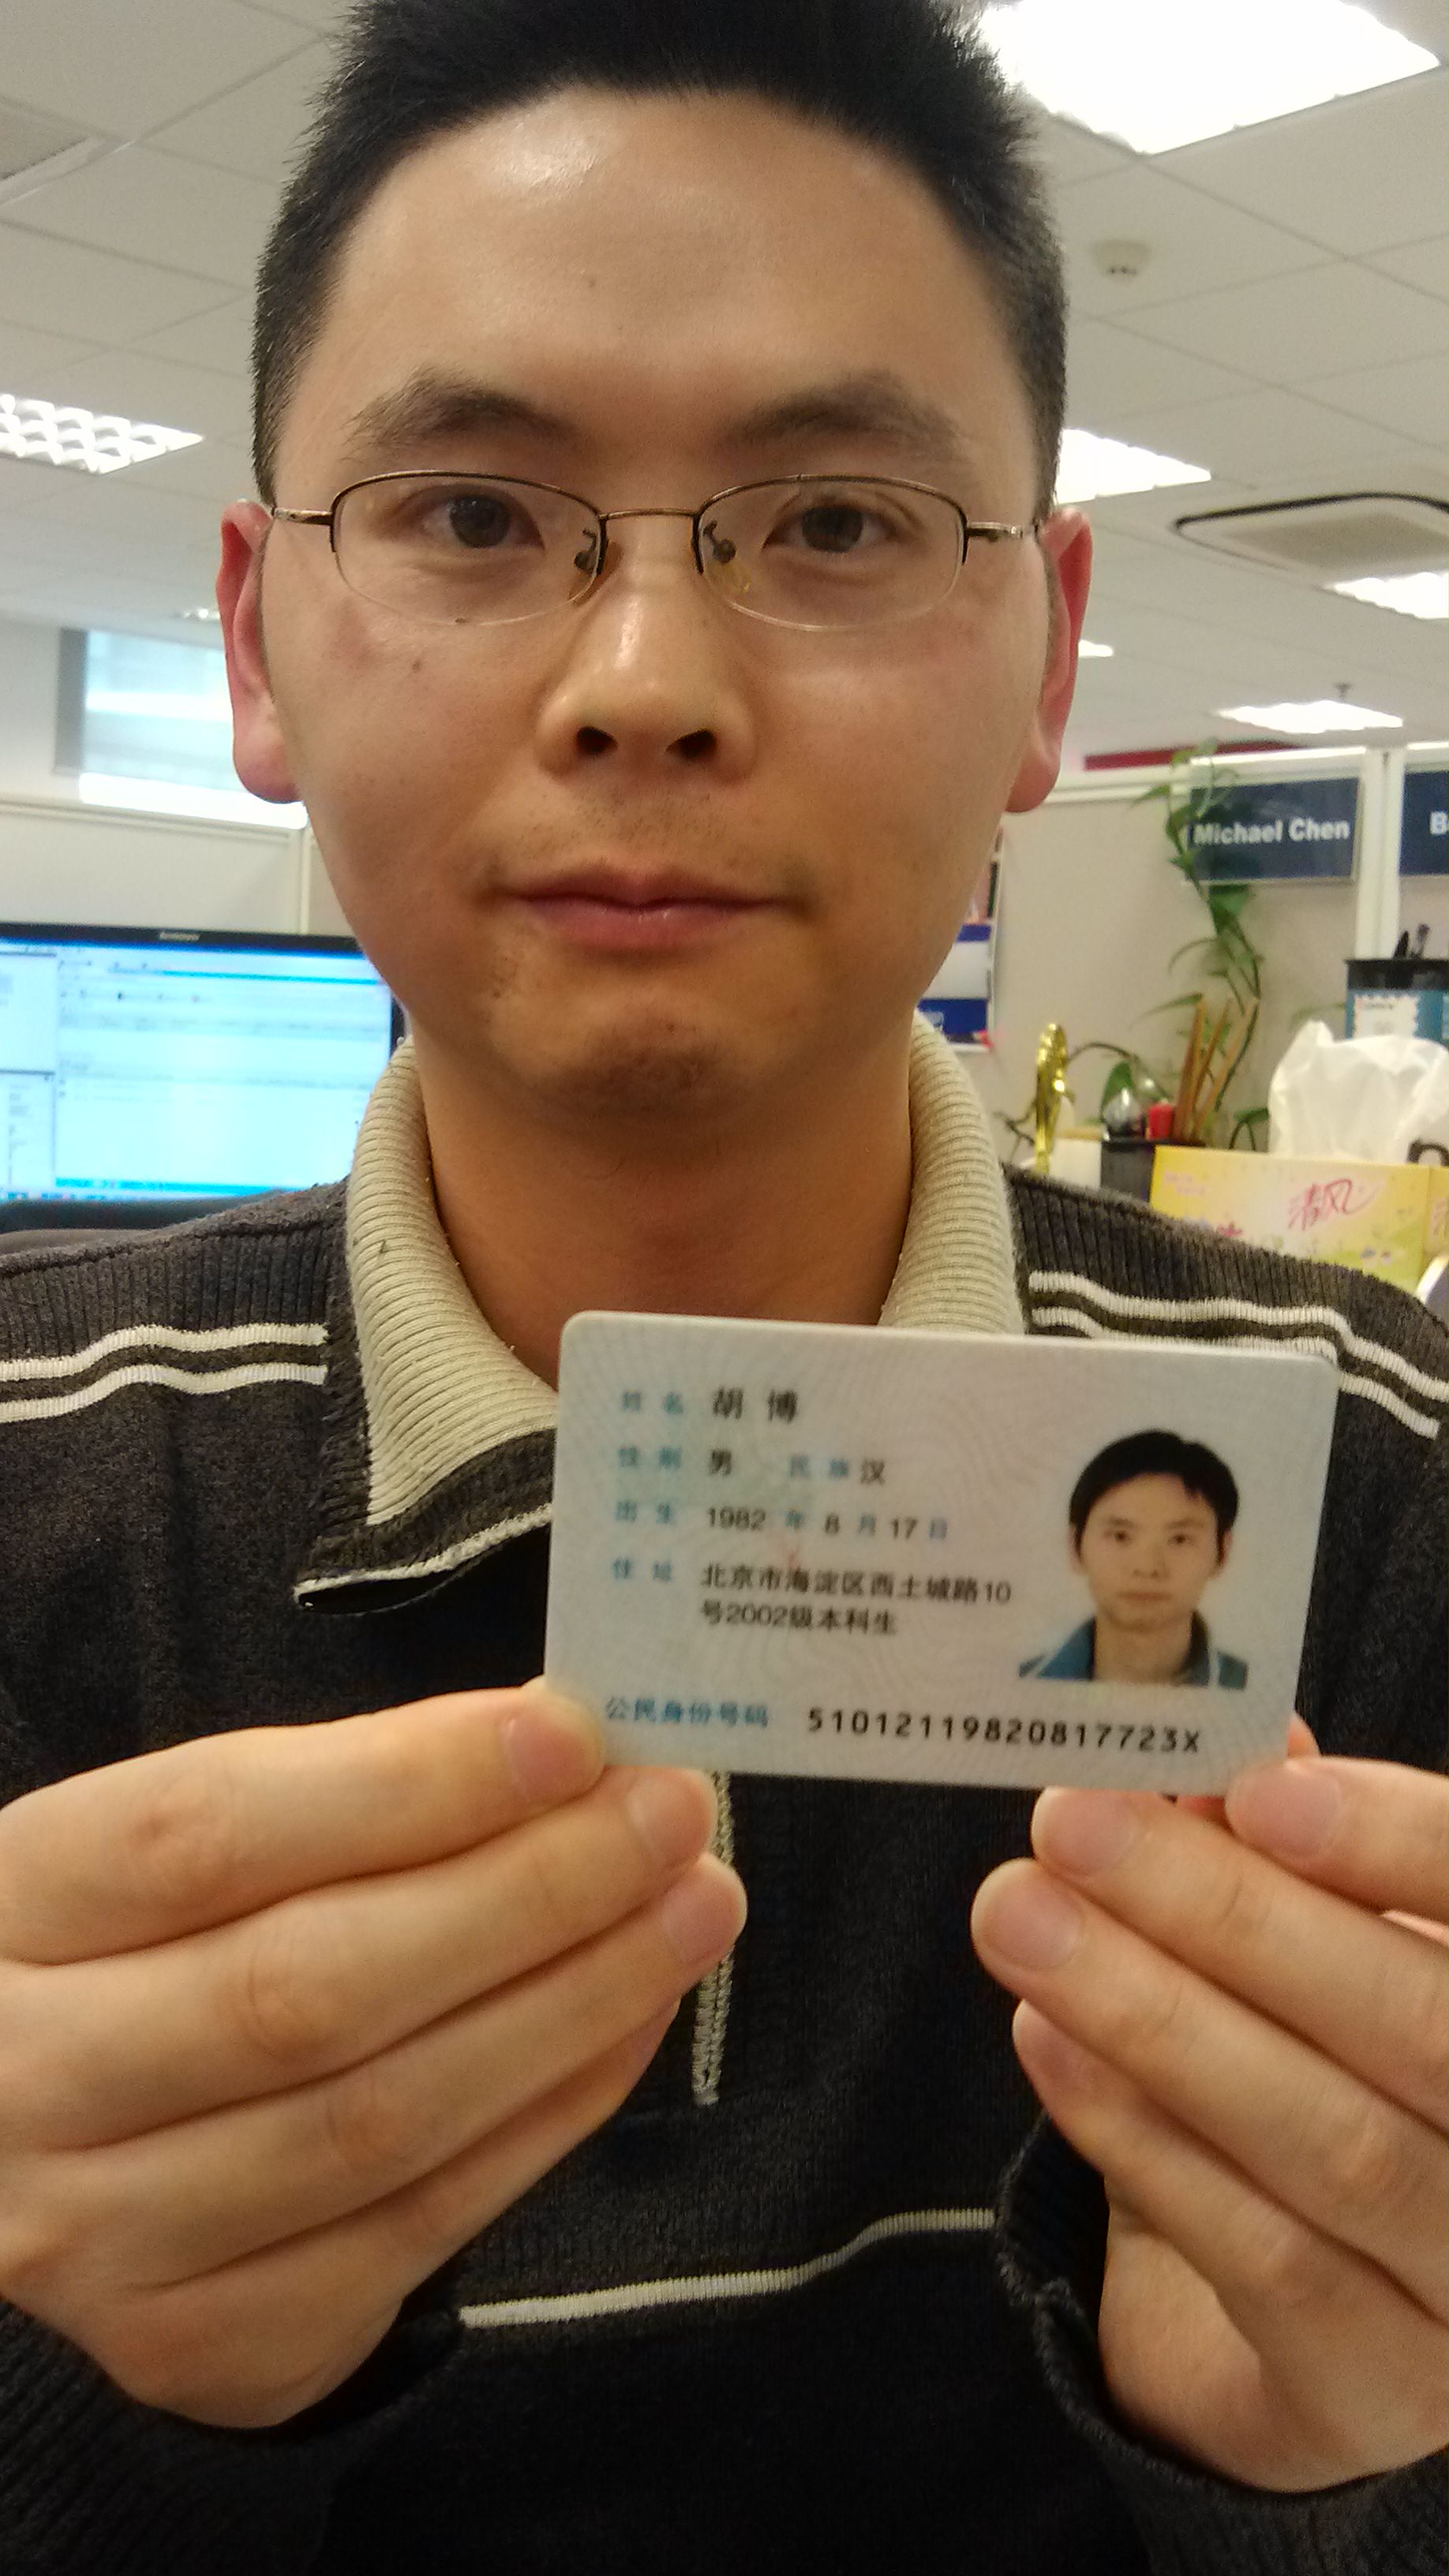 Michael Chen
B
lenovo
清风
姓名 胡博
性别 男 民族 汉
出生 1982 年 8 月 17 日
住址 北京市海淀区西土城路10
号2002级本科生
公民身份号码 51012119820817723X